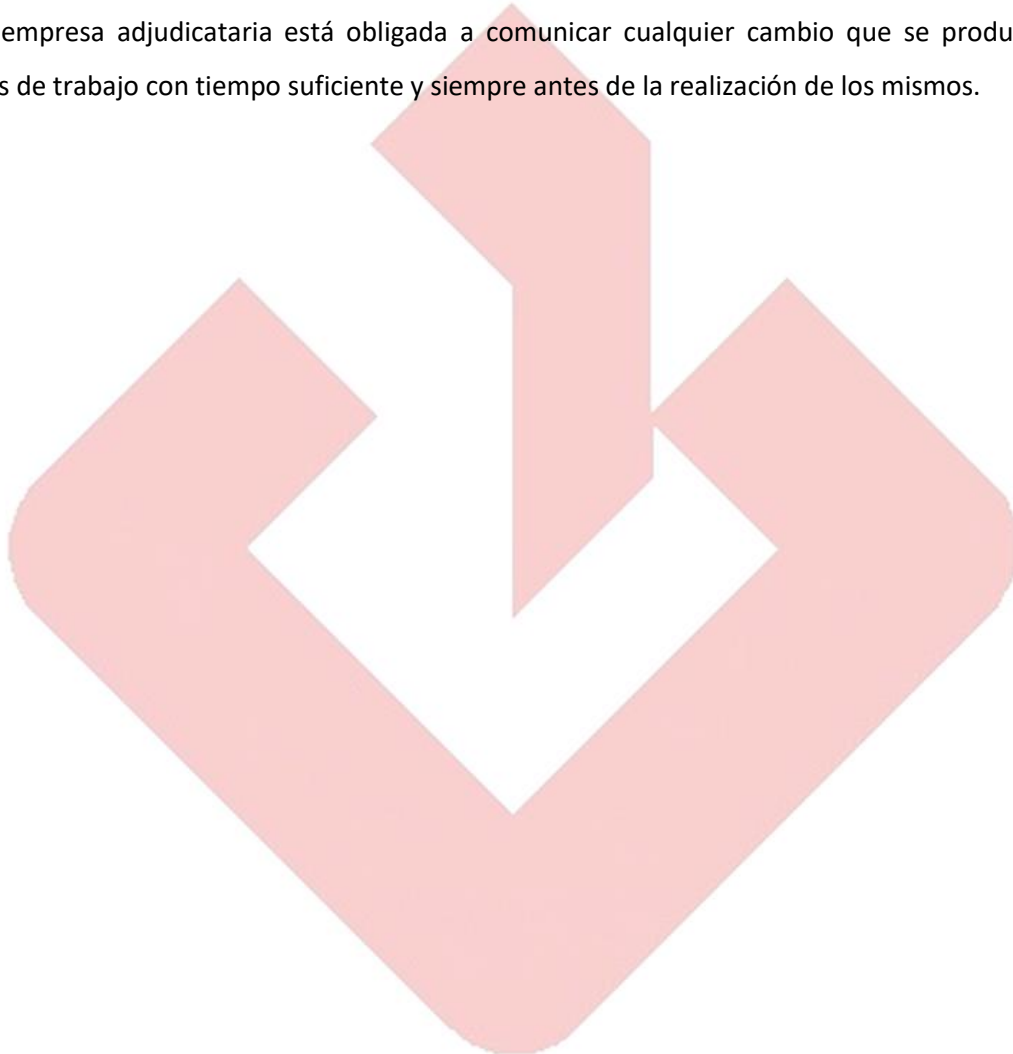 empresa adjudicataria está obligada a comunicar cualquier cambio que se produ
s de trabajo con tiempo suficiente y siempre antes de la realización de los mismos.